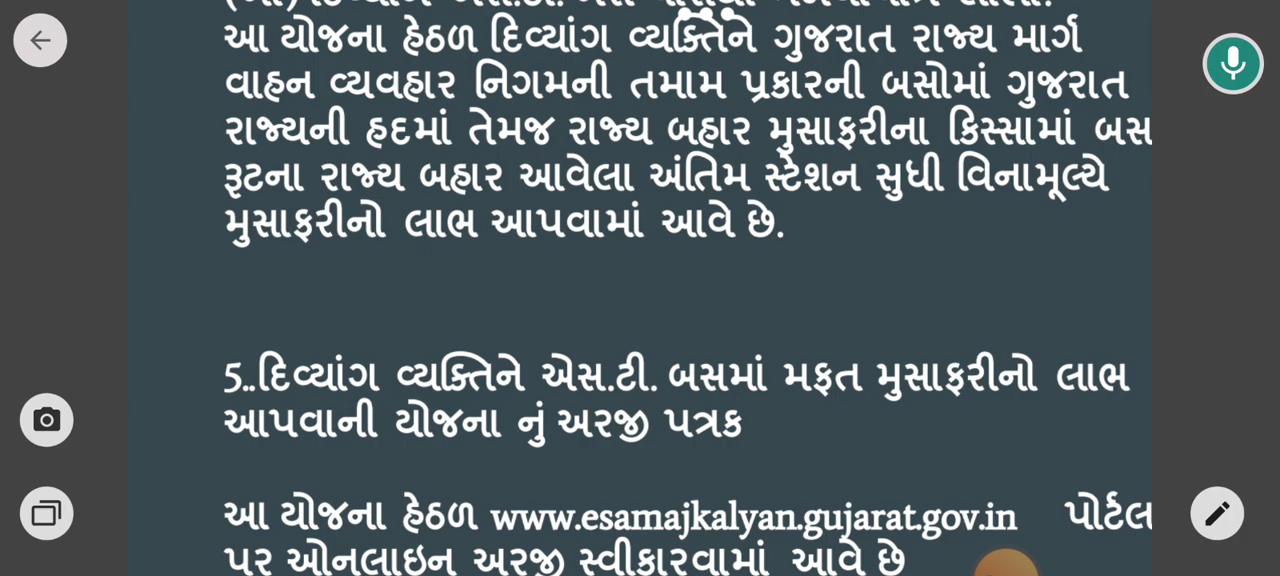 આ યોજના હેઠળ દિવ્યાંગ વ્યક્તિને ગુજરાત રાજ્ય માર્ગ
વાહન વ્યવહાર નિગમની તમામ પ્રકારની બસોમાં ગુજરાત
રાજ્યની હદમાં તેમજ રાજ્ય બહાર મુસાફરીના કિસ્સામાં બસ
રૂટના રાજ્ય બહાર આવેલા અંતિમ સ્ટેશન સુધી વિનામૂલ્યે
મુસાફરીનો લાભ આપવામાં આવે છે.
5..દિવ્યાંગ વ્યક્તિને એસ.ટી. બસમાં મફત મુસાફરીનો લાભ
આપવાની યોજના નું અરજી પત્રક
આ યોજના હેઠળ www.esamajkalyan.gujarat.gov.in પોર્ટલ
પર ઓનલાઇન અરજી સ્વીકારવામાં આવે છે